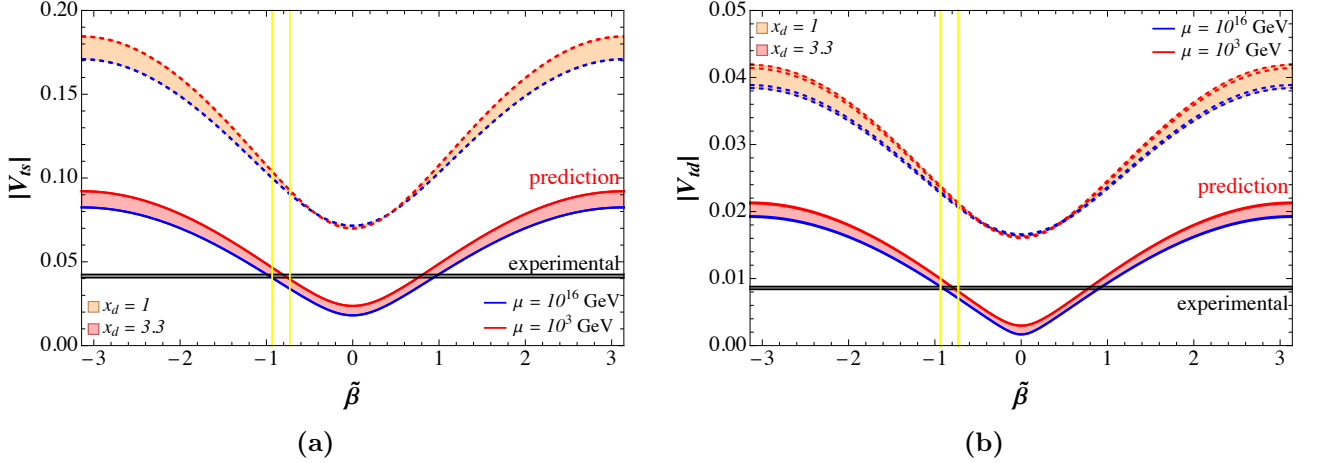 0.20
0.15
0.10
0.05
0.00
|V_ts|
prediction
experimental
x_d = 1
x_d = 3.3
μ = 10^16 GeV
μ = 10^3 GeV
−3 −2 −1 0 1 2 3
β̃
(a)
0.05
0.04
0.03
0.02
0.01
0.00
|V_td|
x_d = 1
x_d = 3.3
μ = 10^16 GeV
μ = 10^3 GeV
prediction
experimental
−3 −2 −1 0 1 2 3
β̃
(b)